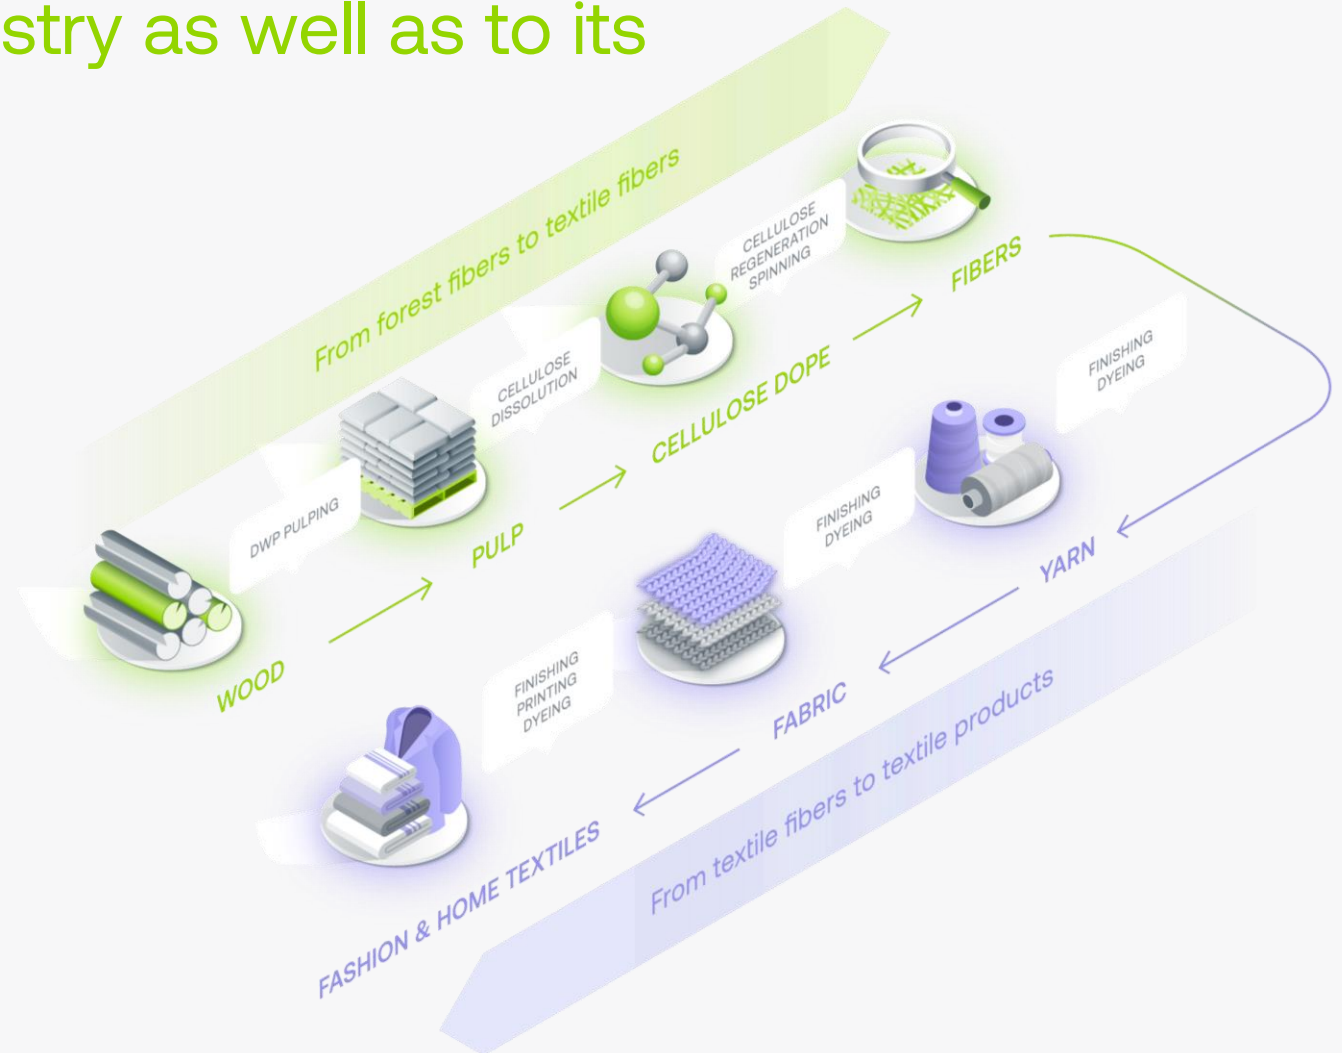 stry as well as to its
From forest fibers to textile fibers
CELLULOSE
REGENERATION
SPINNING
FIBERS
CELLULOSE
DISSOLUTION
CELLULOSE DOPE
DWP PULPING
PULP
WOOD
FINISHING
DYEING
YARN
FINISHING
DYEING
FABRIC
FINISHING
PRINTING
DYEING
FASHION & HOME TEXTILES
From textile fibers to textile products